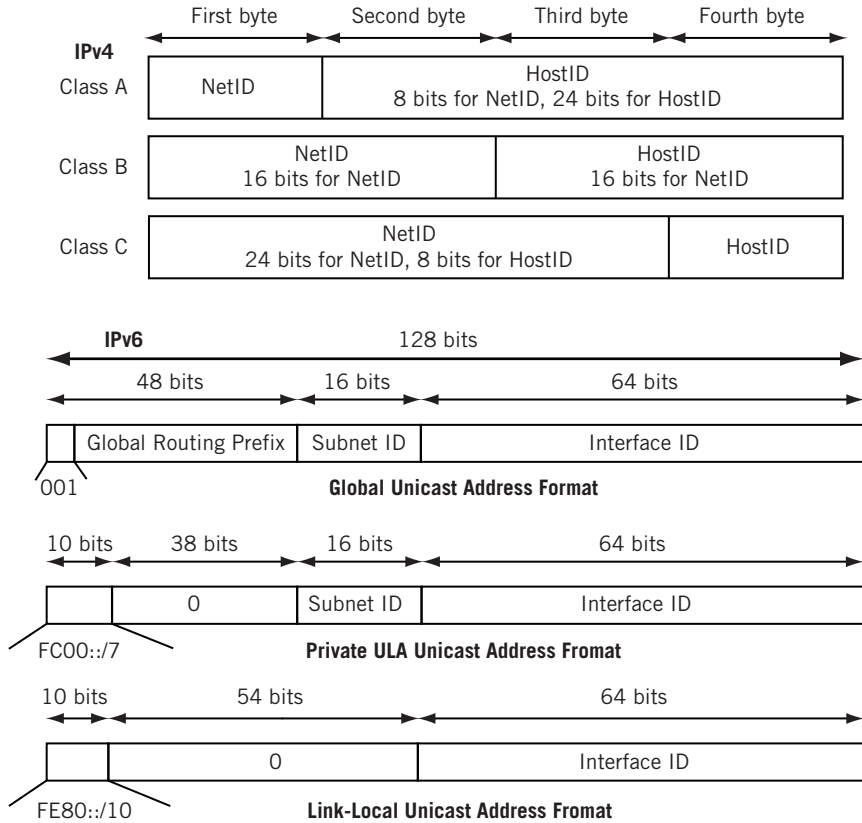 First byte Second byte Third byte Fourth byte
IPv4
Class A
NetID
HostID
8 bits for NetID, 24 bits for HostID
Class B
NetID
16 bits for NetID
HostID
16 bits for NetID
Class C
NetID
24 bits for NetID, 8 bits for HostID
HostID
IPv6
128 bits
48 bits 16 bits 64 bits
Global Routing Prefix Subnet ID Interface ID
001
Global Unicast Address Format
10 bits 38 bits 16 bits 64 bits
0 Subnet ID Interface ID
FC00::/7
Private ULA Unicast Address Fromat
10 bits 54 bits 64 bits
0 Interface ID
FE80::/10
Link-Local Unicast Address Fromat